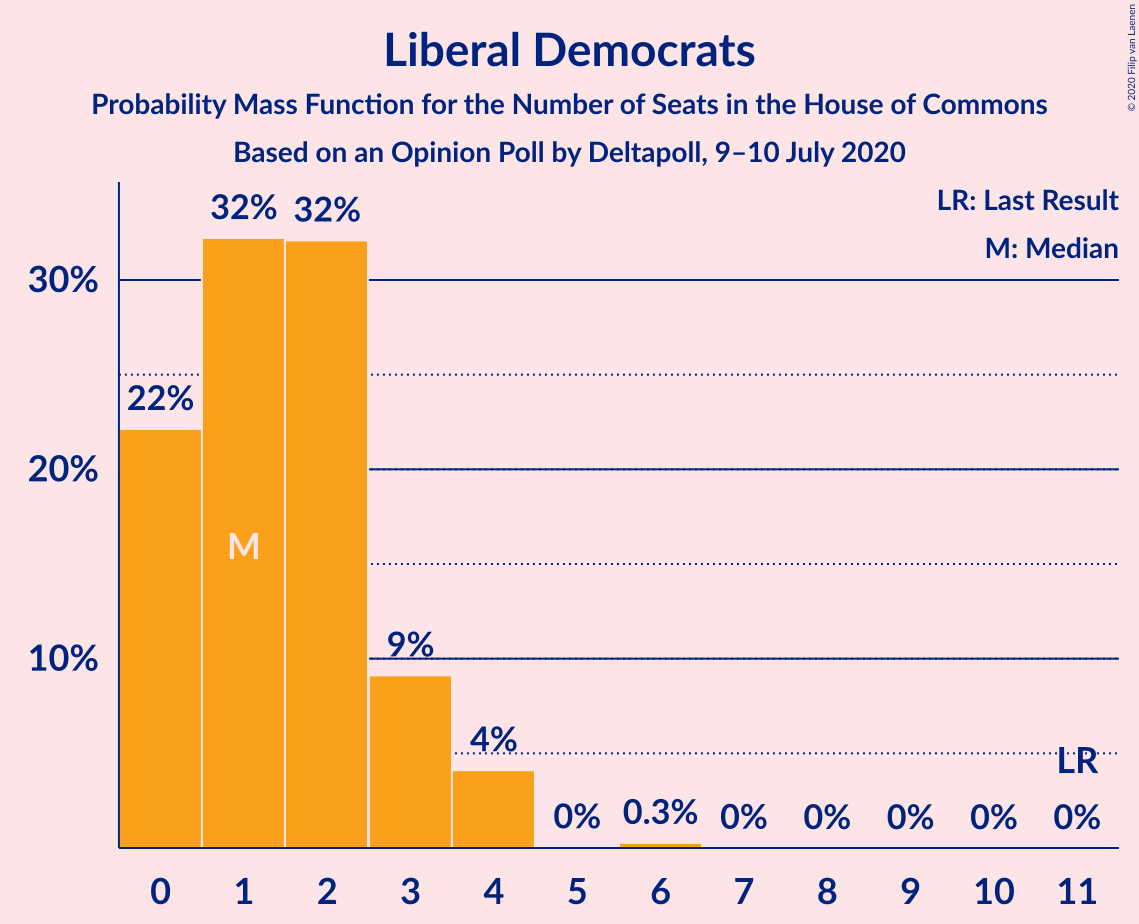 Liberal Democrats
Probability Mass Function for the Number of Seats in the House of Commons
Based on an Opinion Poll by Deltapoll, 9–10 July 2020
© 2020 Filip van Laenen
LR: Last Result
M: Median
32% 32%
30%
22%
20%
M
9%
10%
4%
LR
0% 0.3% 0% 0% 0% 0% 0%
0 1 2 3 4 5 6 7 8 9 10 11